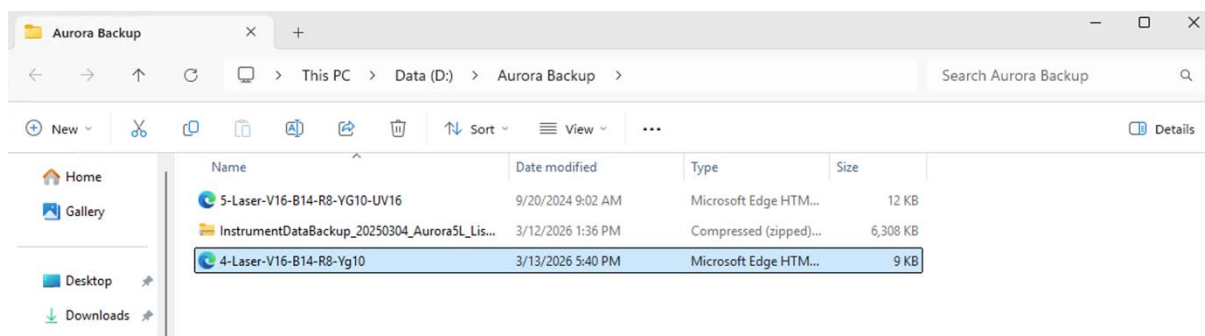 Aurora Backup
This PC > Data (D:) > Aurora Backup >
Search Aurora Backup
New
Sort
View
...
Details
Home
Gallery
Desktop
Downloads
Name Date modified Type Size
5-Laser-V16-B14-R8-YG10-UV16 9/20/2024 9:02 AM Microsoft Edge HTM... 12 KB
InstrumentDataBackup_20250304_Aurora5L_Lis... 3/12/2026 1:36 PM Compressed (zipped)... 6,308 KB
4-Laser-V16-B14-R8-Yg10 3/13/2026 5:40 PM Microsoft Edge HTM... 9 KB